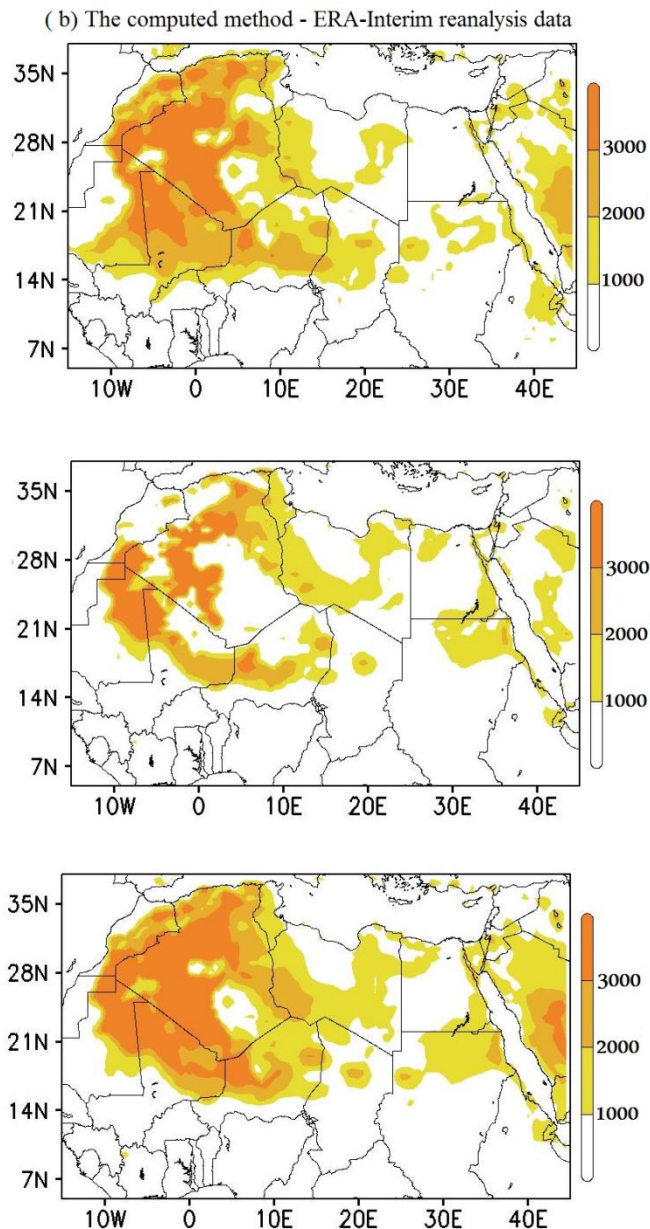 ( b) The computed method - ERA-Interim reanalysis data
35N
28N
21N
14N
7N
10W 0 10E 20E 30E 40E
3000
2000
1000
35N
28N
21N
14N
7N
10W 0 10E 20E 30E 40E
3000
2000
1000
35N
28N
21N
14N
7N
10W 0 10E 20E 30E 40E
3000
2000
1000